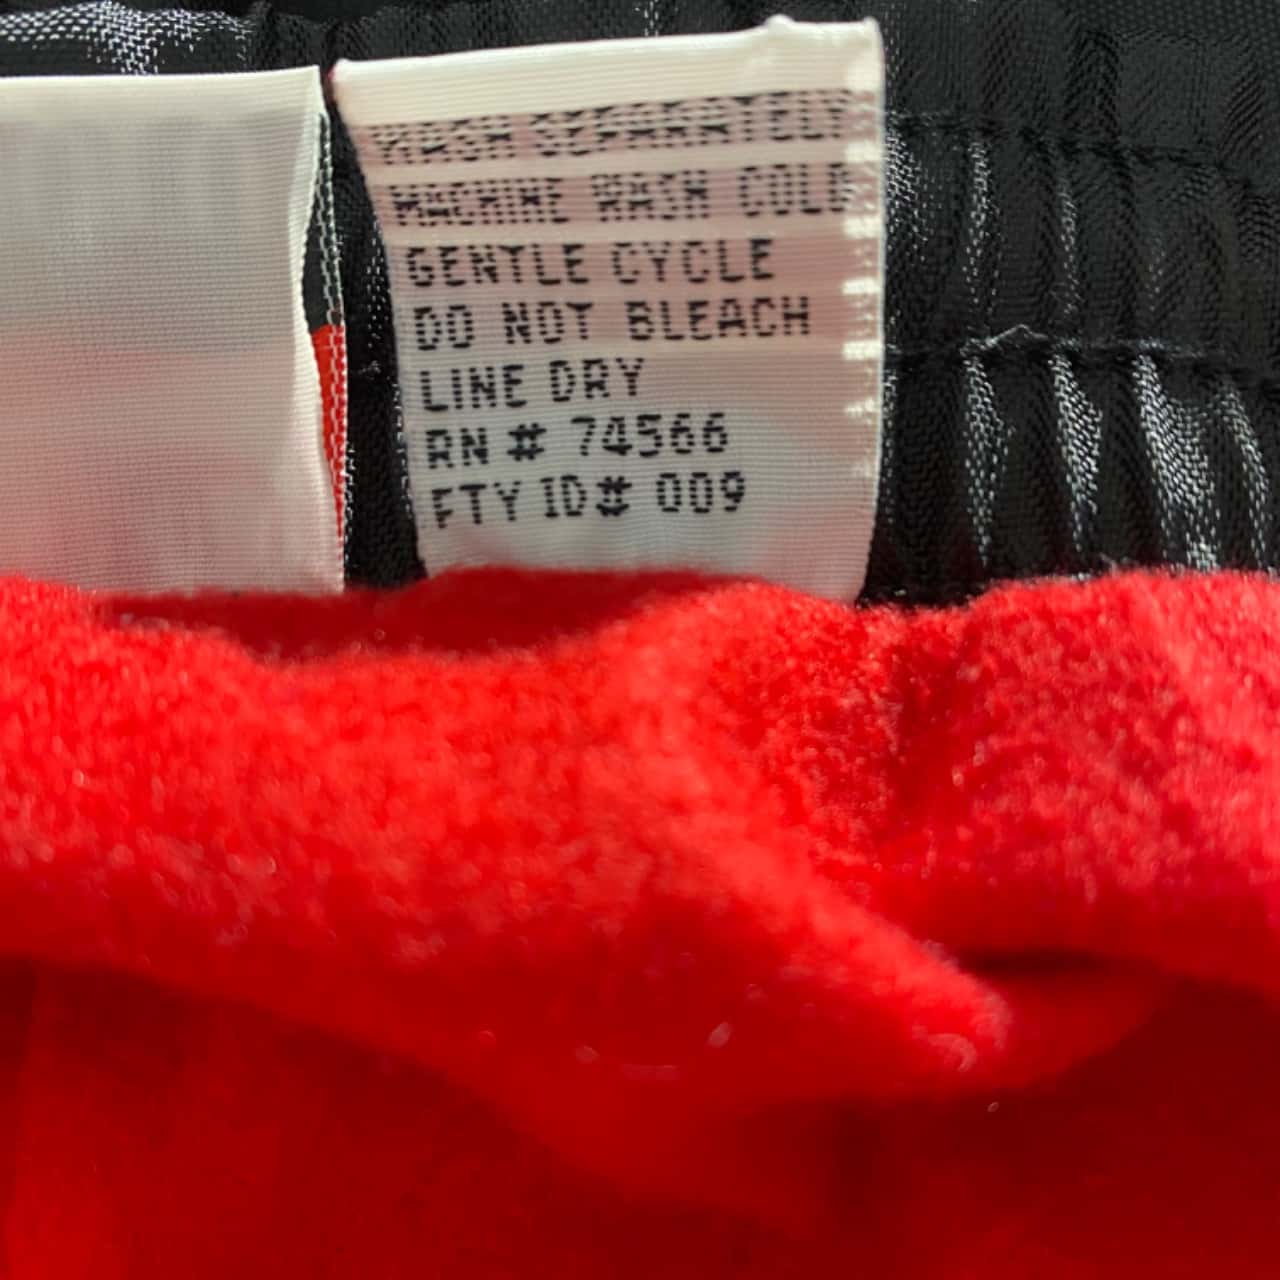 WASH SEPARATELY
MACHINE WASH COLD
GENTLE CYCLE
DO NOT BLEACH
LINE DRY
RN # 74566
FTY ID# 009